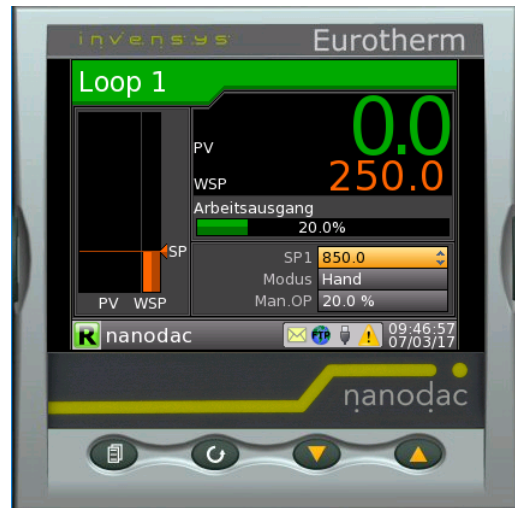 invensys
Eurotherm
Loop 1
PV
0.0
WSP
250.0
Arbeitsausgang
20.0%
SP
SP1 850.0
Modus Hand
Man.OP 20.0 %
PV WSP
R nanodac
FTP
09:46:57
07/03/17
nanodac